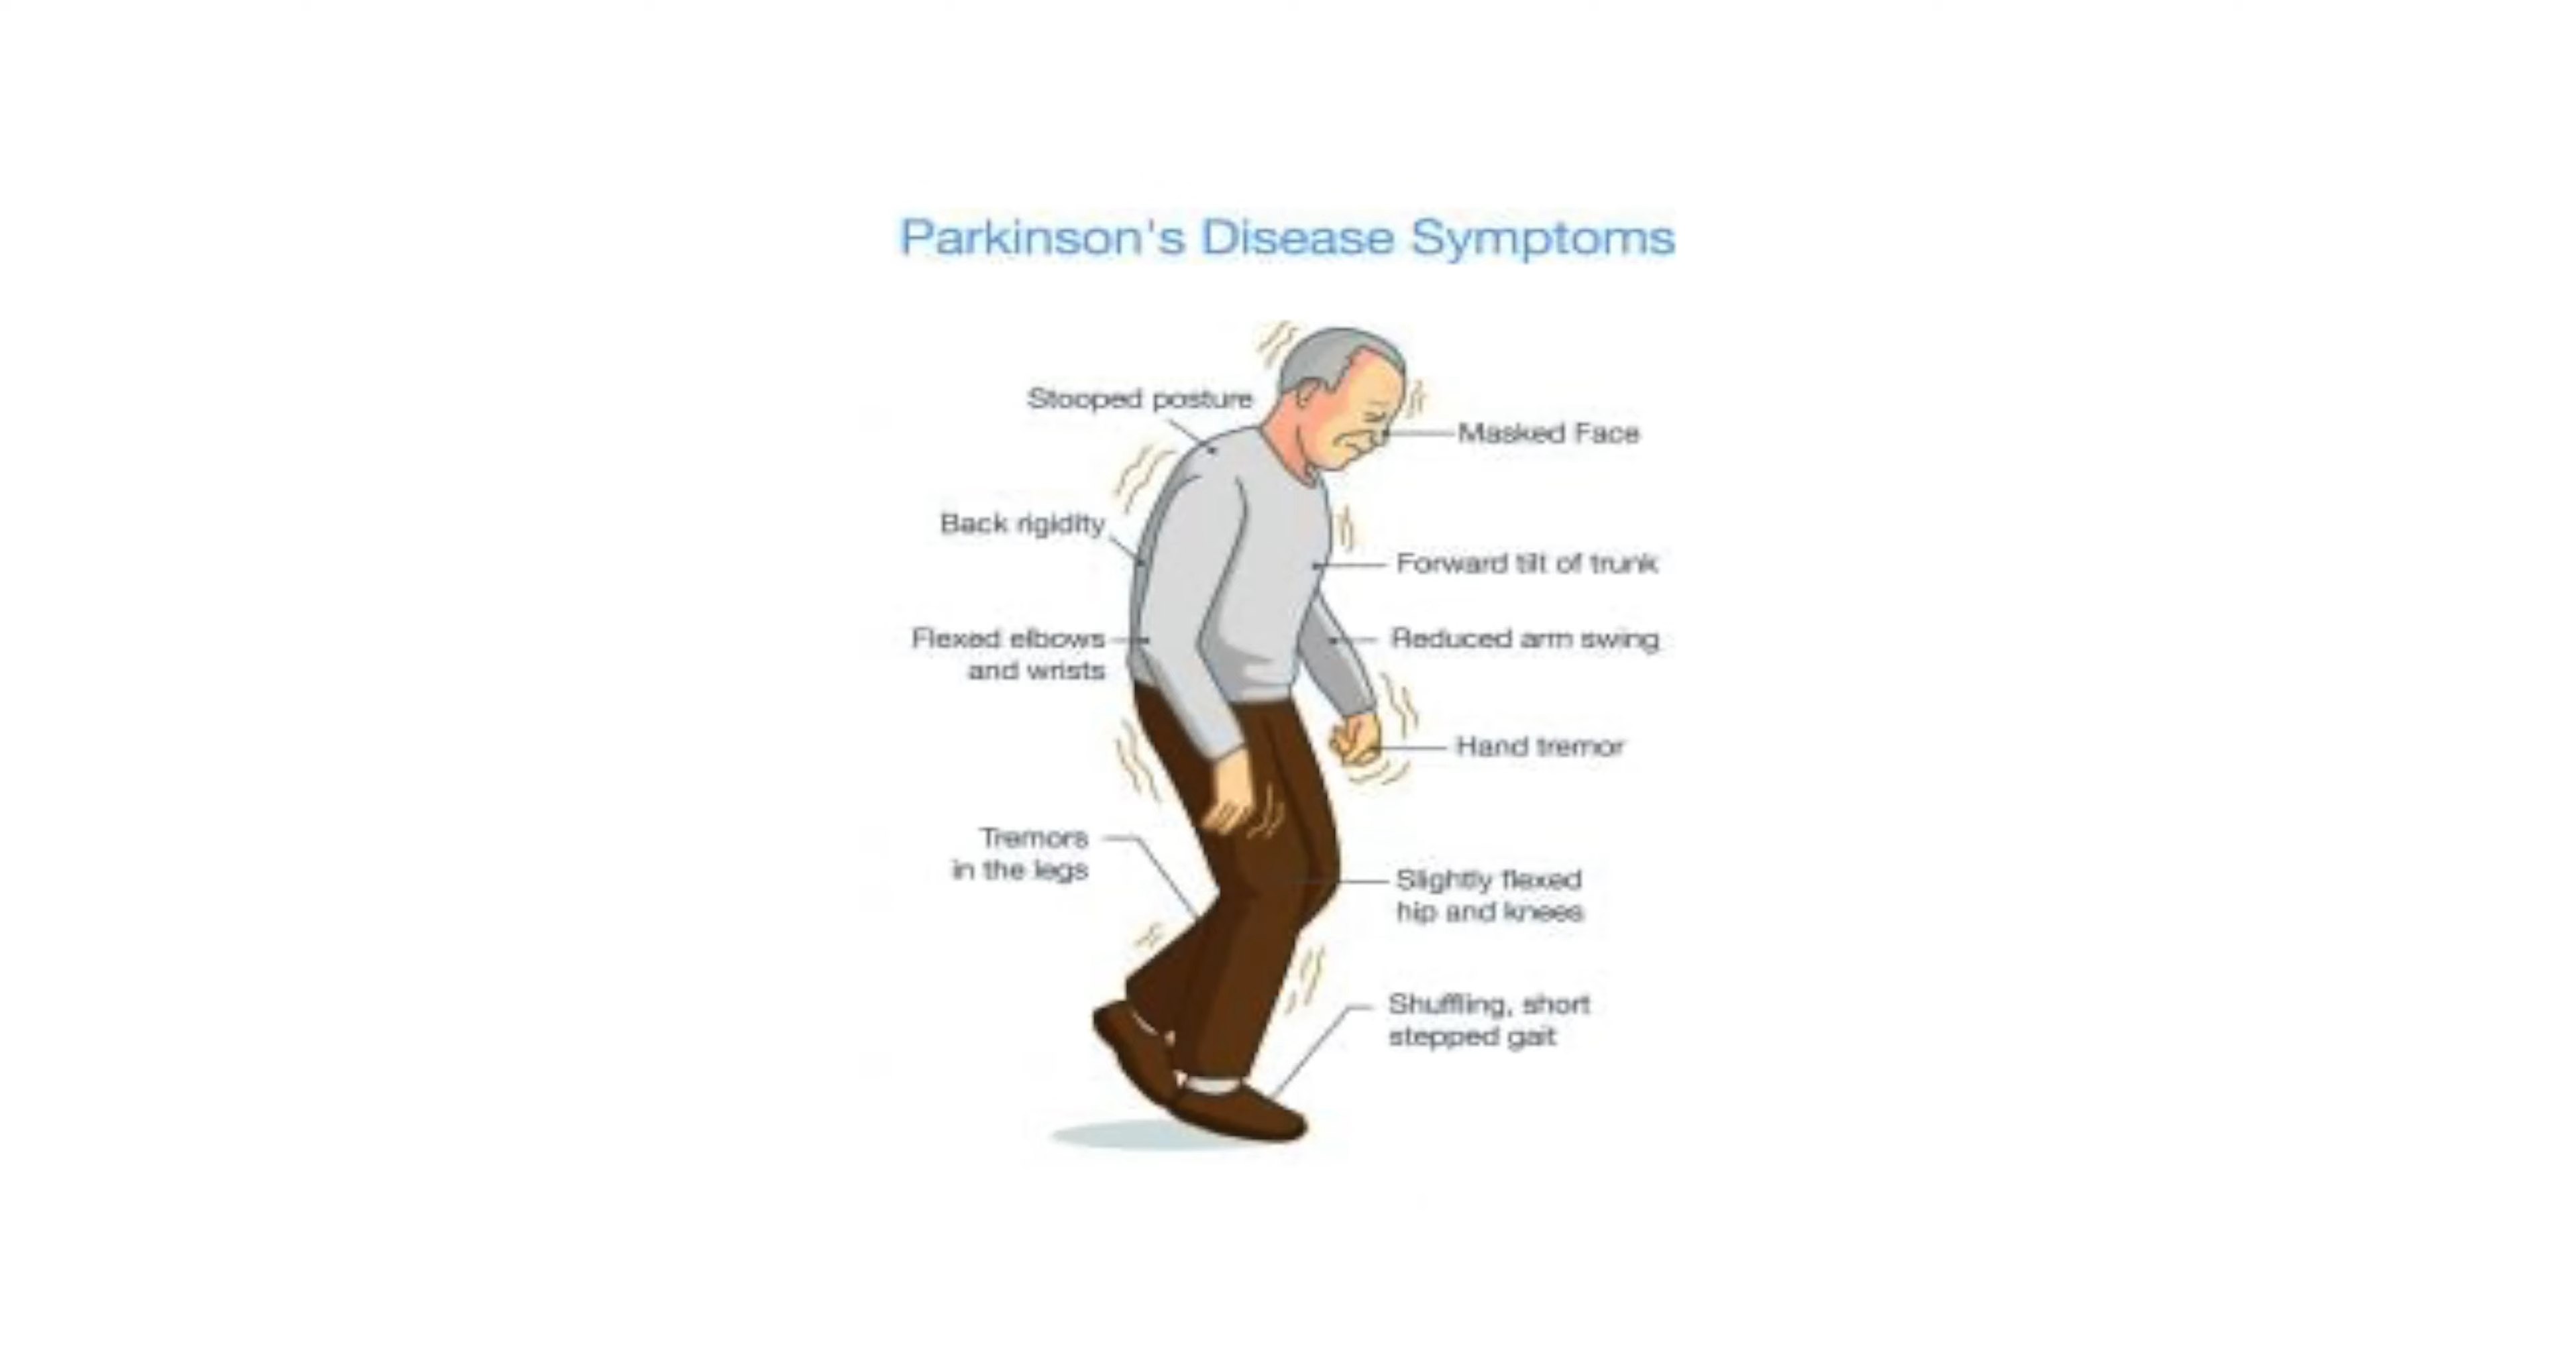 Parkinson's Disease Symptoms
Stooped posture
Masked Face
Back rigidity
Forward tilt of trunk
Flexed elbows
and wrists
Reduced arm swing
Hand tremor
Tremors
in the legs
Slightly flexed
hip and knees
Shuffling, short
stepped gait